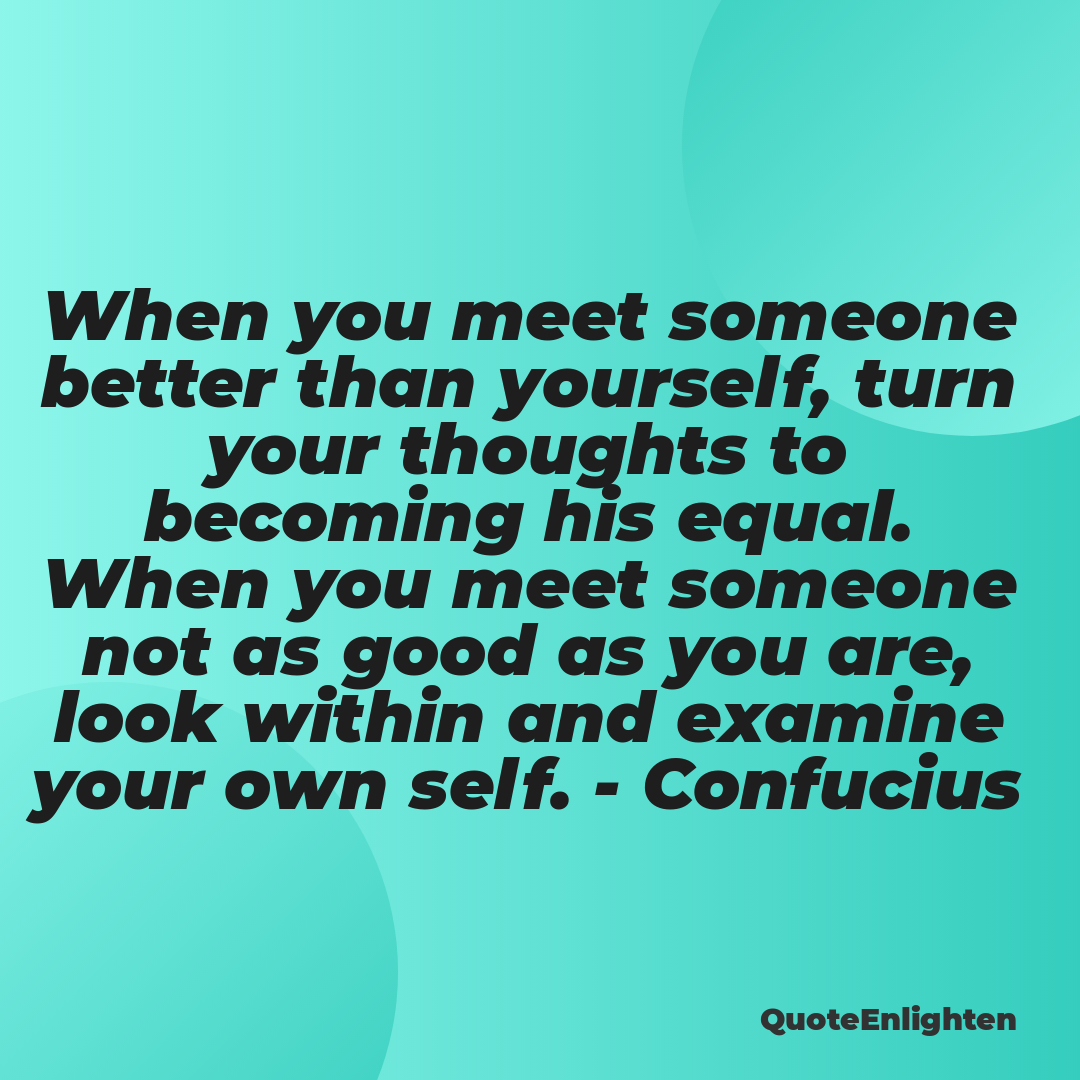 When you meet someone
better than yourself, turn
your thoughts to
becoming his equal.
When you meet someone
not as good as you are,
look within and examine
your own self. - Confucius
QuoteEnlighten